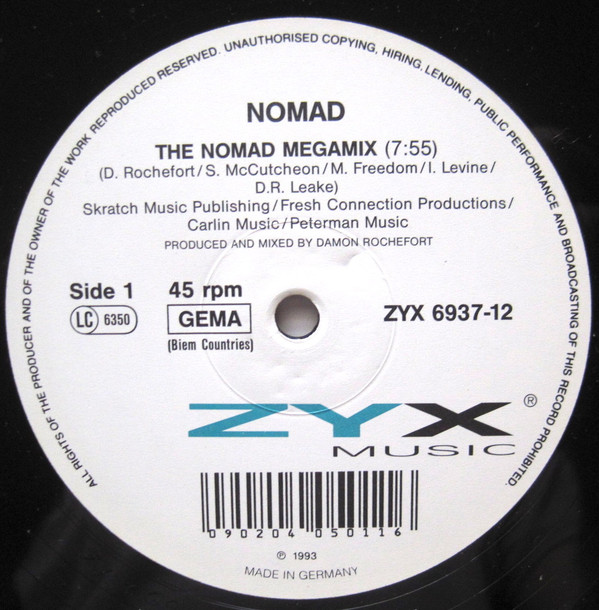 ALL RIGHTS OF THE PRODUCER AND OF THE OWNER OF THE WORK REPRODUCED RESERVED. UNAUTHORISED COPYING, HIRING, LENDING, PUBLIC PERFORMANCE AND BROADCASTING OF THIS RECORD PROHIBITED.
NOMAD
THE NOMAD MEGAMIX (7:55)
(D. Rochefort/S. McCutcheon/M. Freedom/I. Levine/
D.R. Leake)
Skratch Music Publishing/Fresh Connection Productions/
Carlin Music/Peterman Music
PRODUCED AND MIXED BY DAMON ROCHEFORT
Side 1 45 rpm
LC 6350 GEMA ZYX 6937-12
(Biem Countries)
ZYX ®
MUSIC
090204 050116
℗ 1993
MADE IN GERMANY